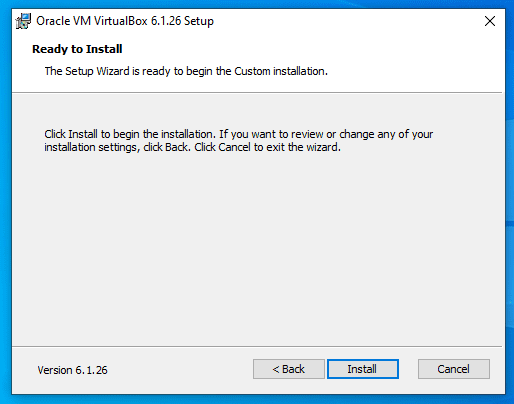 Oracle VM VirtualBox 6.1.26 Setup
Ready to Install
The Setup Wizard is ready to begin the Custom installation.
Click Install to begin the installation. If you want to review or change any of your
installation settings, click Back. Click Cancel to exit the wizard.
Version 6.1.26
< Back
Install
Cancel